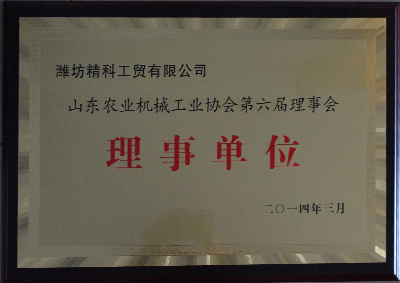 潍坊精科工贸有限公司
山东农业机械工业协会第六届理事会
理事单位
二〇一四年三月